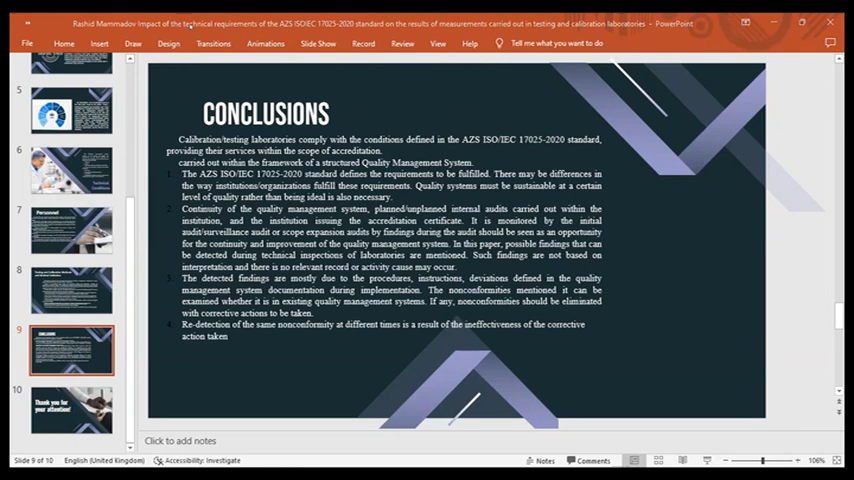 Rashid Mammadov Impact of the technical requirements of the AZS ISO/IEC 17025-2020 standard on the results of measurements carried out in testing and calibration laboratories - PowerPoint
File Home Insert Draw Design Transitions Animations Slide Show Record Review View Help Tell me what you want to do
5
6
Technical
Conditions
7
Personnel
8
9
CONCLUSIONS
10
Thank you for
your attention!
CONCLUSIONS
Calibration/testing laboratories comply with the conditions defined in the AZS ISO/IEC 17025-2020 standard,
providing their services within the scope of accreditation.
carried out within the framework of a structured Quality Management System.
1. The AZS ISO/IEC 17025-2020 standard defines the requirements to be fulfilled. There may be differences in
the way institutions/organizations fulfill these requirements. Quality systems must be sustainable at a certain
level of quality rather than being ideal is also necessary.
2. Continuity of the quality management system, planned/unplanned internal audits carried out within the
institution, and the institution issuing the accreditation certificate. It is monitored by the initial
audit/surveillance audit or scope expansion audits by findings during the audit should be seen as an opportunity
for the continuity and improvement of the quality management system. In this paper, possible findings that can
be detected during technical inspections of laboratories are mentioned. Such findings are not based on
interpretation and there is no relevant record or activity cause may occur.
3. The detected findings are mostly due to the procedures, instructions, deviations defined in the quality
management system documentation during implementation. The nonconformities mentioned it can be
examined whether it is in existing quality management systems. If any, nonconformities should be eliminated
with corrective actions to be taken.
4. Re-detection of the same nonconformity at different times is a result of the ineffectiveness of the corrective
action taken
Click to add notes
Slide 9 of 10 English (United Kingdom) Accessibility: Investigate Notes Comments 106%